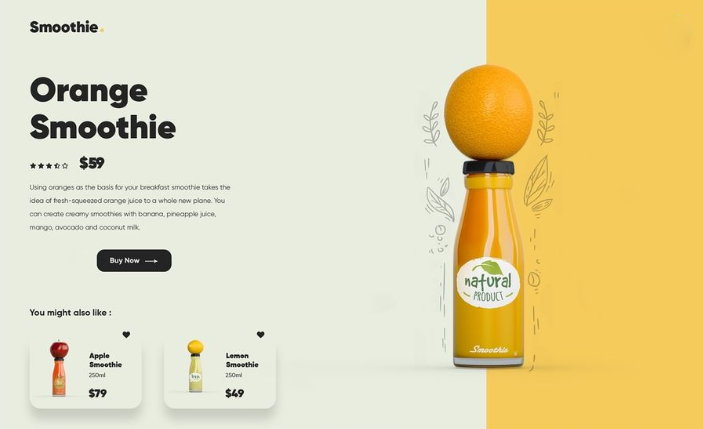 Smoothie.
Orange
Smoothie
$59
Using oranges as the basis for your breakfast smoothie takes the
idea of fresh-squeezed orange juice to a whole new plane. You
can create creamy smoothies with banana, pineapple juice,
mango, avocado and coconut milk.
Buy Now
You might also like :
Apple
Smoothie
250ml
$79
Lemon
Smoothie
250ml
$49
natural
PRODUCT
Smoothie